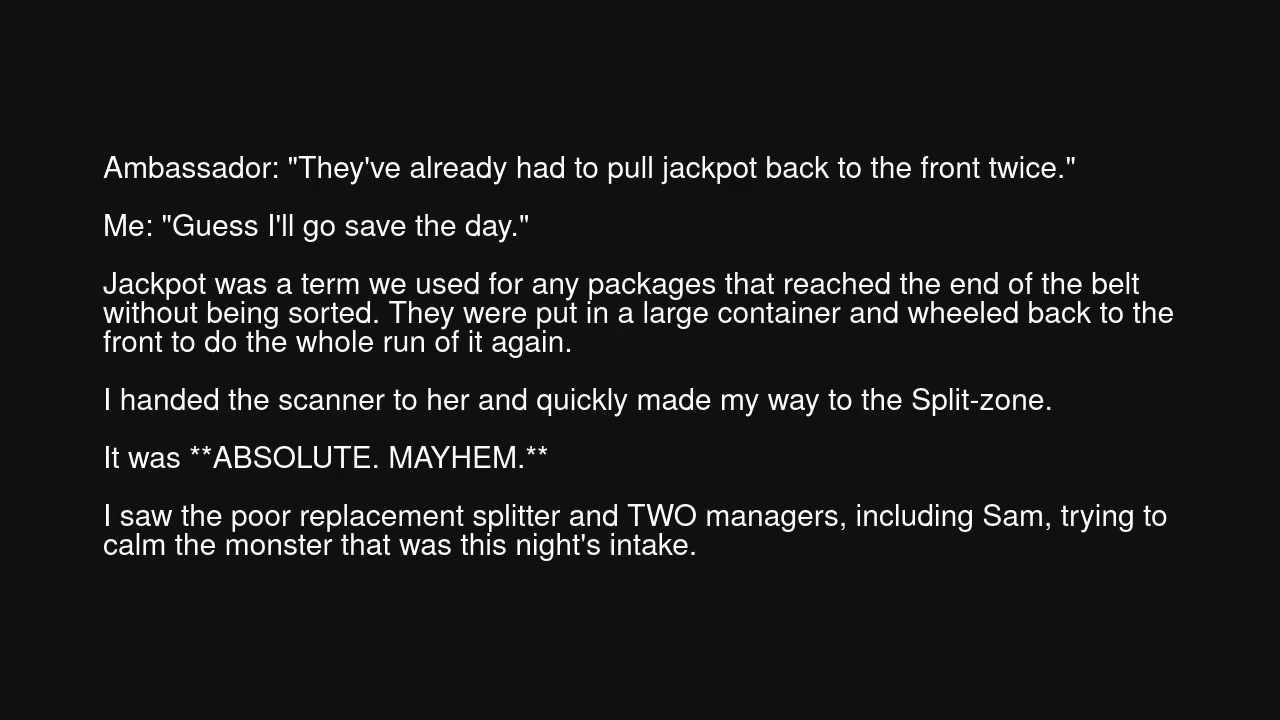 Ambassador: "They've already had to pull jackpot back to the front twice."
Me: "Guess I'll go save the day."
Jackpot was a term we used for any packages that reached the end of the belt
without being sorted. They were put in a large container and wheeled back to the
front to do the whole run of it again.
I handed the scanner to her and quickly made my way to the Split-zone.
It was **ABSOLUTE. MAYHEM.**
I saw the poor replacement splitter and TWO managers, including Sam, trying to
calm the monster that was this night's intake.